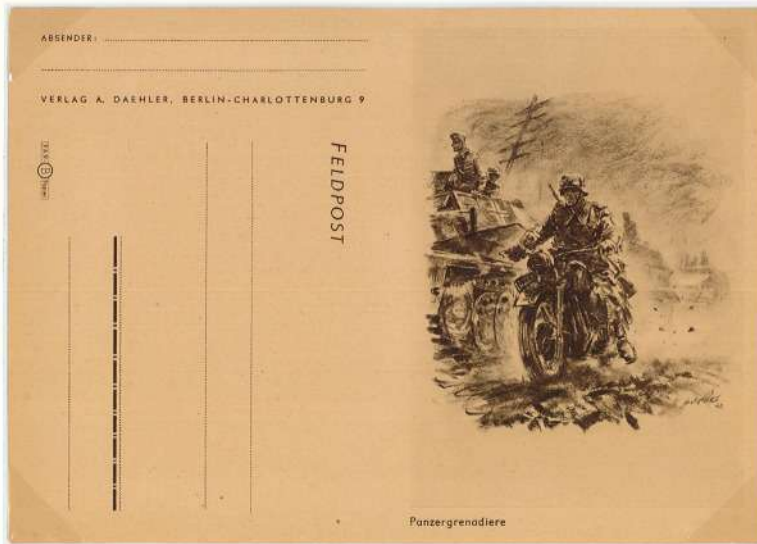 ABSENDER:
VERLAG A. DAEHLER, BERLIN-CHARLOTTENBURG 9
FELDPOST
Panzergrenadiere